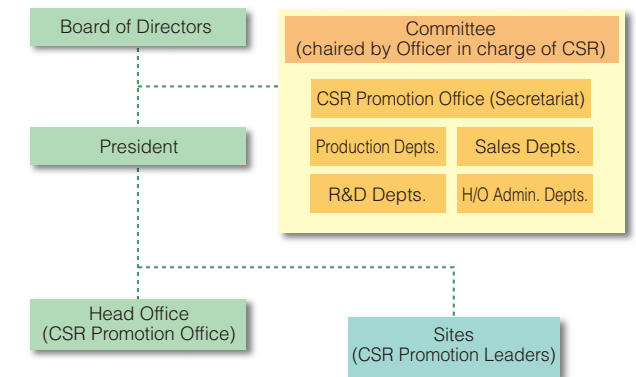 Board of Directors
Committee
(chaired by Officer in charge of CSR)
CSR Promotion Office (Secretariat)
President
Production Depts.
Sales Depts.
R&D Depts.
H/O Admin. Depts.
Head Office
(CSR Promotion Office)
Sites
(CSR Promotion Leaders)